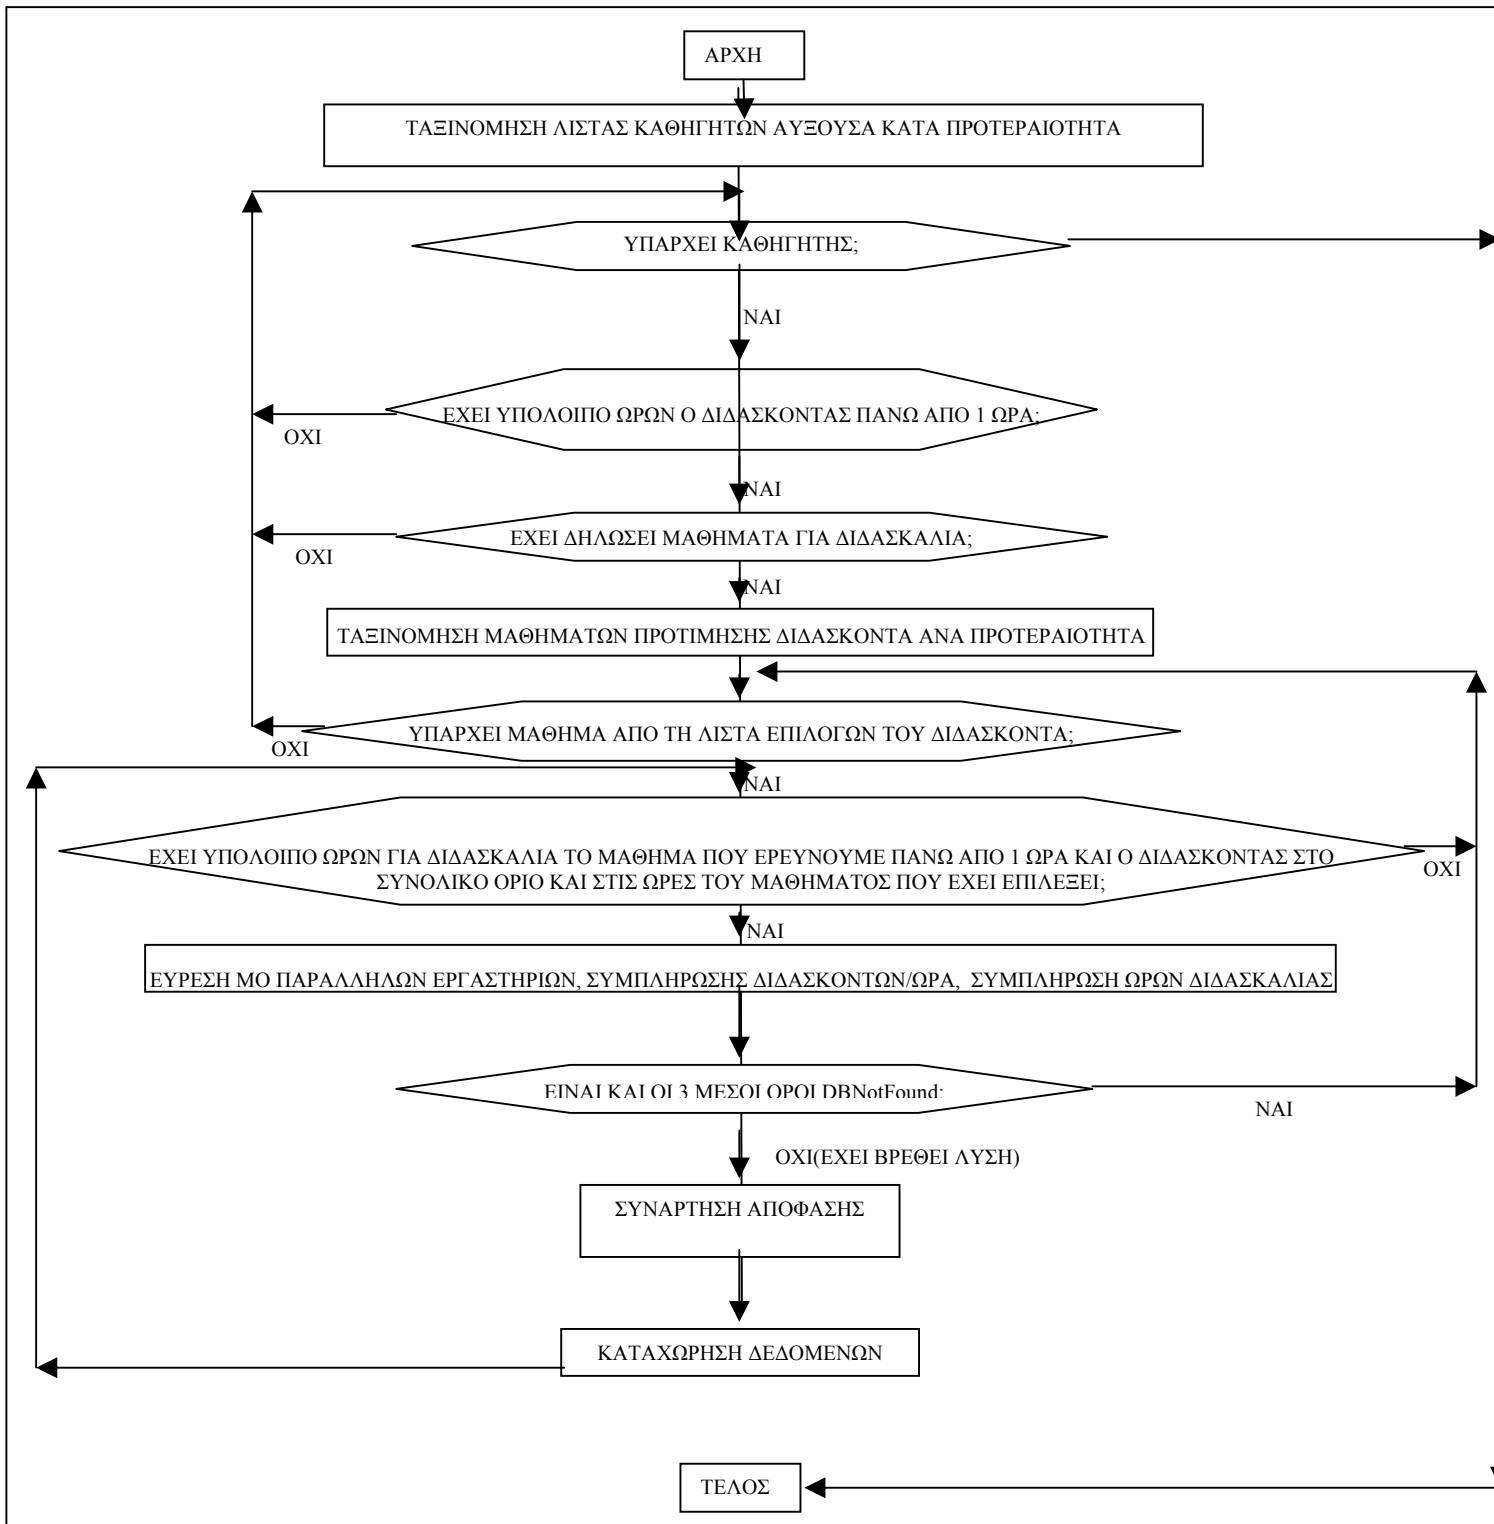 ΑΡΧΗ
ΤΑΞΙΝΟΜΗΣΗ ΛΙΣΤΑΣ ΚΑΘΗΓΗΤΩΝ ΑΥΞΟΥΣΑ ΚΑΤΑ ΠΡΟΤΕΡΑΙΟΤΗΤΑ
ΥΠΑΡΧΕΙ ΚΑΘΗΓΗΤΗΣ;
ΝΑΙ
ΕΧΕΙ ΥΠΟΛΟΙΠΟ ΩΡΩΝ Ο ΔΙΔΑΣΚΟΝΤΑΣ ΠΑΝΩ ΑΠΟ 1 ΩΡΑ;
ΟΧΙ
ΝΑΙ
ΕΧΕΙ ΔΗΛΩΣΕΙ ΜΑΘΗΜΑΤΑ ΓΙΑ ΔΙΔΑΣΚΑΛΙΑ;
ΟΧΙ
ΝΑΙ
ΤΑΞΙΝΟΜΗΣΗ ΜΑΘΗΜΑΤΩΝ ΠΡΟΤΙΜΗΣΗΣ ΔΙΔΑΣΚΟΝΤΑ ΑΝΑ ΠΡΟΤΕΡΑΙΟΤΗΤΑ
ΥΠΑΡΧΕΙ ΜΑΘΗΜΑ ΑΠΟ ΤΗ ΛΙΣΤΑ ΕΠΙΛΟΓΩΝ ΤΟΥ ΔΙΔΑΣΚΟΝΤΑ;
ΟΧΙ
ΝΑΙ
ΕΧΕΙ ΥΠΟΛΟΙΠΟ ΩΡΩΝ ΓΙΑ ΔΙΔΑΣΚΑΛΙΑ ΤΟ ΜΑΘΗΜΑ ΠΟΥ ΕΡΕΥΝΟΥΜΕ ΠΑΝΩ ΑΠΟ 1 ΩΡΑ ΚΑΙ Ο ΔΙΔΑΣΚΟΝΤΑΣ ΣΤΟ
ΣΥΝΟΛΙΚΟ ΟΡΙΟ ΚΑΙ ΣΤΙΣ ΩΡΕΣ ΤΟΥ ΜΑΘΗΜΑΤΟΣ ΠΟΥ ΕΧΕΙ ΕΠΙΛΕΞΕΙ;
ΟΧΙ
ΝΑΙ
ΕΥΡΕΣΗ ΜΟ ΠΑΡΑΛΛΗΛΩΝ ΕΡΓΑΣΤΗΡΙΩΝ, ΣΥΜΠΛΗΡΩΣΗΣ ΔΙΔΑΣΚΟΝΤΩΝ/ΩΡΑ, ΣΥΜΠΛΗΡΩΣΗ ΩΡΩΝ ΔΙΔΑΣΚΑΛΙΑΣ
ΕΙΝΑΙ ΚΑΙ ΟΙ 3 ΜΕΣΟΙ ΟΡΟΙ DBNotFound;
ΝΑΙ
ΟΧΙ(ΕΧΕΙ ΒΡΕΘΕΙ ΛΥΣΗ)
ΣΥΝΑΡΤΗΣΗ ΑΠΟΦΑΣΗΣ
ΚΑΤΑΧΩΡΗΣΗ ΔΕΔΟΜΕΝΩΝ
ΤΕΛΟΣ